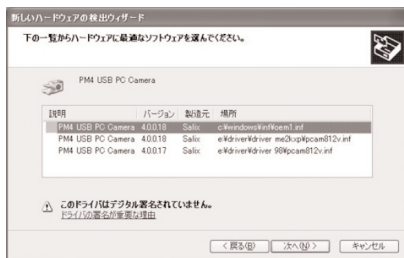 新しいハードウェアの検出ウィザード
下の一覧からハードウェアに最適なソフトウェアを選んでください。
PM4 USB PC Camera
説明 バージョン 製造元 場所
PM4 USB PC Camera 4.0.0.18 Salix c:¥windows¥inf¥oem1.inf
PM4 USB PC Camera 4.0.0.18 Salix e:¥driver¥driver me2kxp¥pcam812v.inf
PM4 USB PC Camera 4.0.0.17 Salix e:¥driver¥driver 98¥pcam812v.inf
このドライバはデジタル署名されていません。
ドライバの署名が重要な理由
< 戻る(B) 次へ(N) > キャンセル